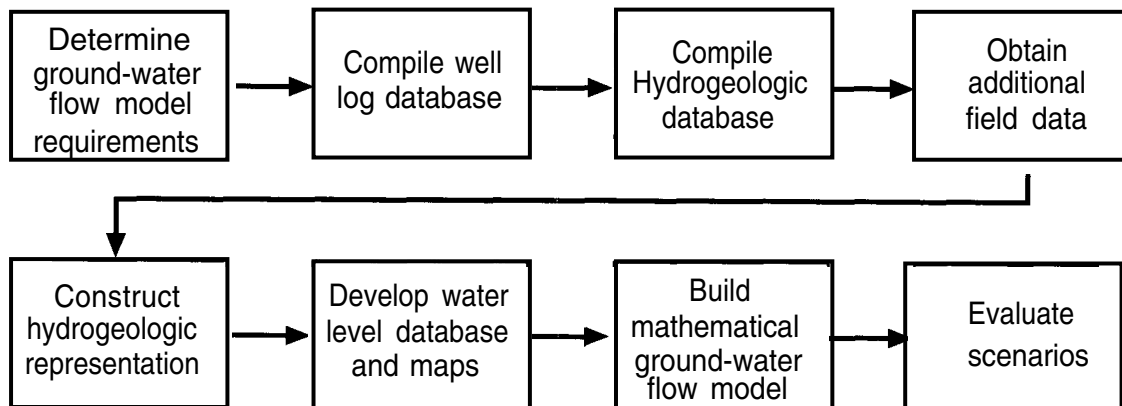 Determine
ground-water
flow model
requirements
Compile well
log database
Compile
Hydrogeologic
database
Obtain
additional
field data
Construct
hydrogeologic
representation
Develop water
level database
and maps
Build
mathematical
ground-water
flow model
Evaluate
scenarios